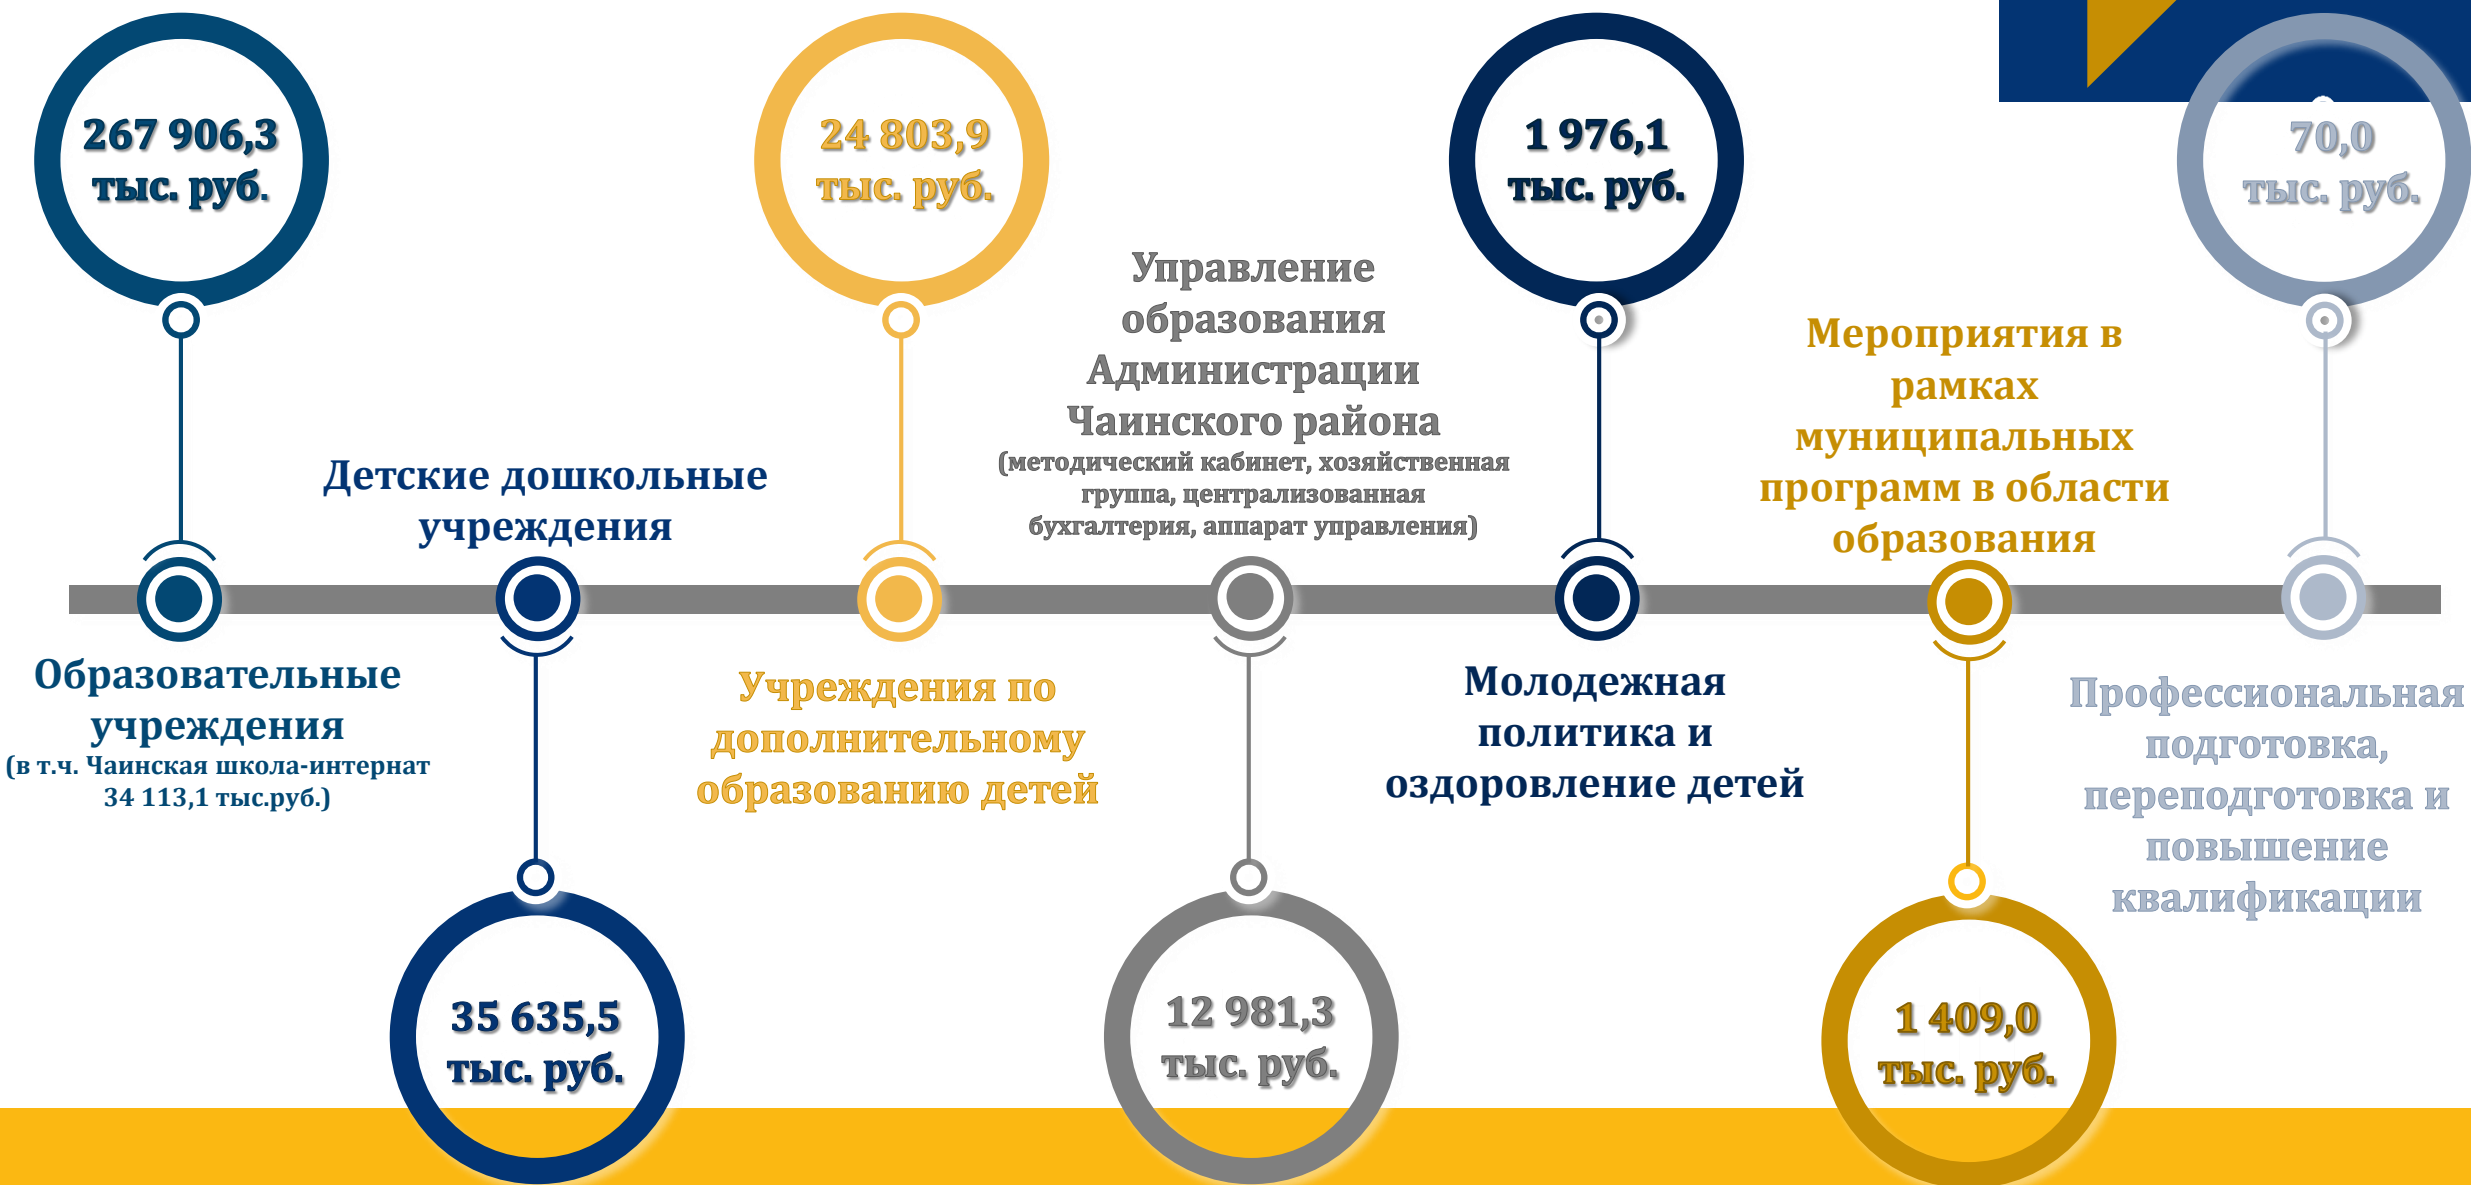 267 906,3
тыс. руб.
Образовательные
учреждения
(в т.ч. Чаинская школа-интернат
34 113,1 тыс.руб.)
Детские дошкольные
учреждения
35 635,5
тыс. руб.
24 803,9
тыс. руб.
Учреждения по
дополнительному
образованию детей
Управление
образования
Администрации
Чаинского района
(методический кабинет, хозяйственная
группа, централизованная
бухгалтерия, аппарат управления)
12 981,3
тыс. руб.
1 976,1
тыс. руб.
Молодежная
политика и
оздоровление детей
Мероприятия в
рамках
муниципальных
программ в области
образования
1 409,0
тыс. руб.
70,0
тыс. руб.
Профессиональная
подготовка,
переподготовка и
повышение
квалификации